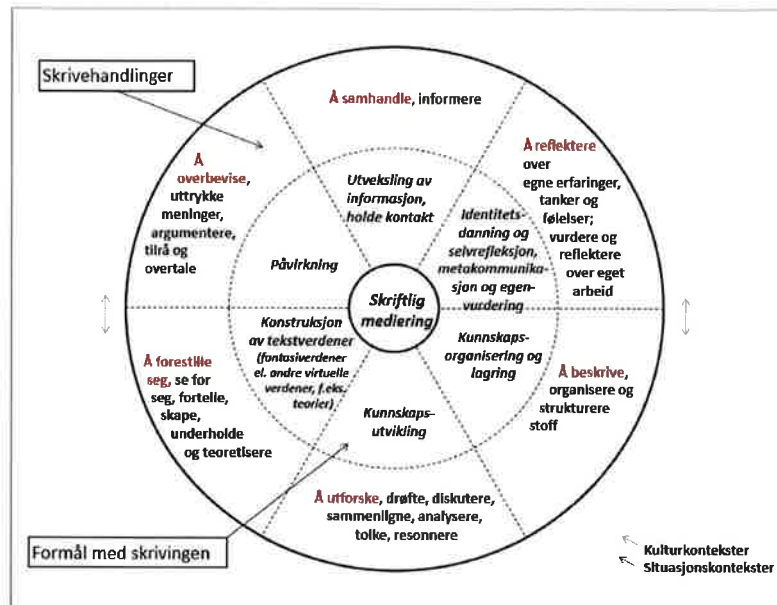 Skrivehandlinger
Å samhandle, informere
Å reflektere
over
egne erfaringer,
tanker og
følelser;
vurdere og
reflektere
over eget
arbeid
Å
overbevise,
uttrykke
meninger,
argumentere,
tilrå og
overtale
Utveksling av
informasjon,
holde kontakt
Identitets-
danning og
selvrefleksjon,
metakommunika-
sjon og egen-
vurdering
Påvirkning
Skriftlig
mediering
Konstruksjon
av tekstverdener
(fantasiverdener
el. andre virtuelle
verdener, f.eks.
teorier)
Kunnskaps-
organisering og
lagring
Å forestille
seg, se for
seg, fortelle,
skape,
underholde
og teoretisere
Å beskrive,
organisere og
strukturere
stoff
Kunnskaps-
utvikling
Å utforske, drøfte, diskutere,
sammenligne, analysere,
tolke, resonnere
Formål med skrivingen
Kulturkontekster
Situasjonskontekster